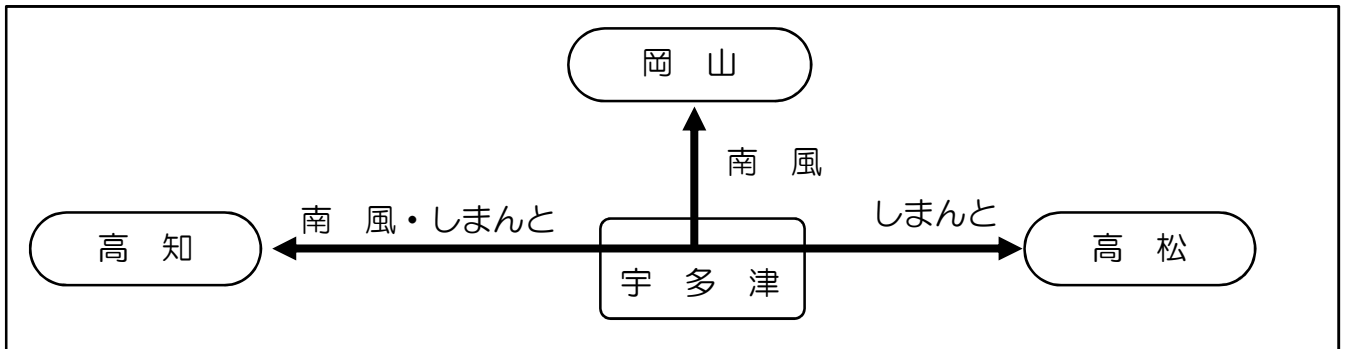 岡 山
南 風
南 風・しまんと
しまんと
高 知
高 松
宇 多 津